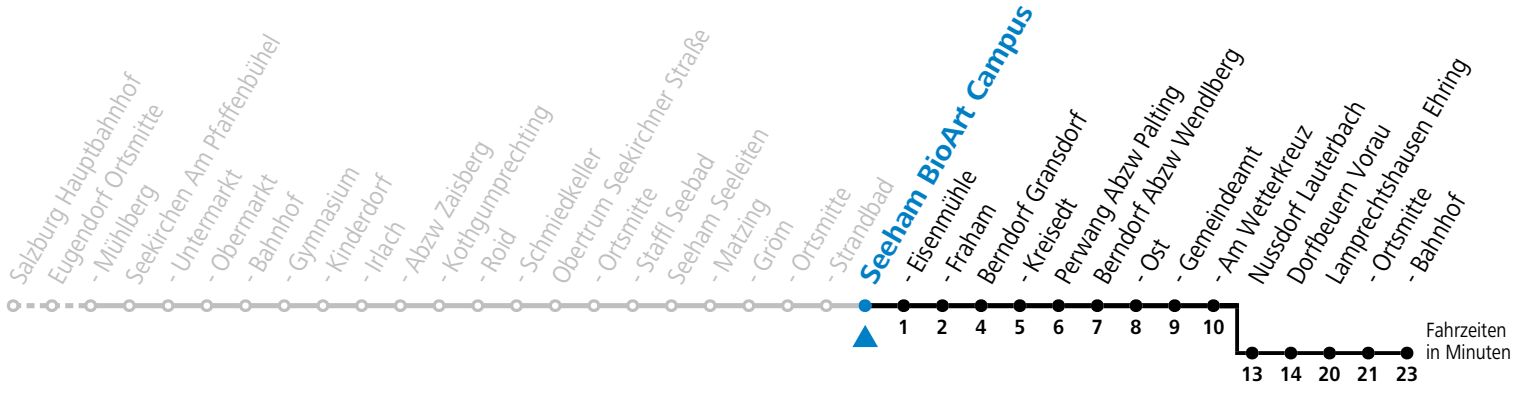 Salzburg Hauptbahnhof
Eugendorf Ortsmitte
- Mühlberg
Seekirchen Am Pfaffenbühel
- Untermarkt
- Obermarkt
- Bahnhof
- Gymnasium
- Kinderdorf
- Irlach
- Abzw Zaisberg
- Kothgumprechting
- Roid
- Schmiedkeller
Obertrum Seekirchner Straße
- Ortsmitte
- Staffl Seebad
Seeham Seeleiten
- Matzing
- Gröm
- Ortsmitte
- Strandbad
Seeham BioArt Campus
- Eisenmühle
- Fraham
Berndorf Gransdorf
- Kreisedt
Perwang Abzw Palting
Berndorf Abzw Wendlberg
- Ost
- Gemeindeamt
- Am Wetterkreuz
Nussdorf Lauterbach
Dorfbeuern Vorau
Lamprechtshausen Ehring
- Ortsmitte
- Bahnhof
1 2 4 5 6 7 8 9 10
13 14 20 21 23
Fahrzeiten
in Minuten